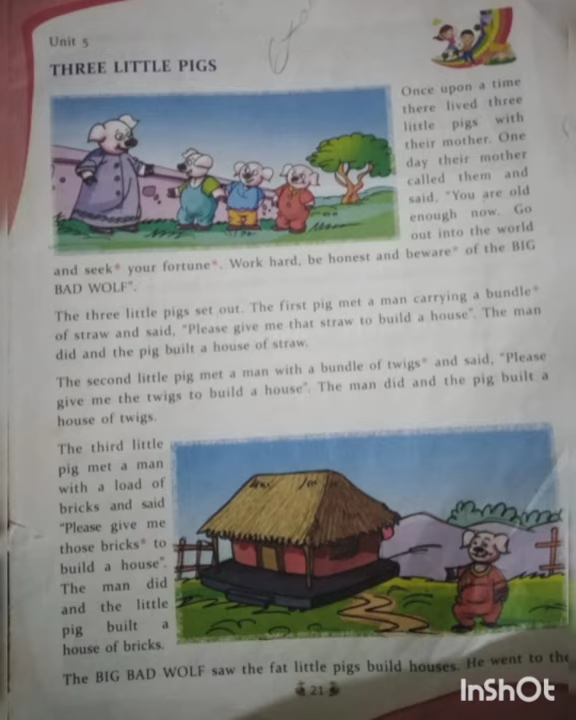 Unit 5
THREE LITTLE PIGS
Once upon a time
there lived three
little pigs with
their mother. One
day their mother
called them and
said, "You are old
enough now. Go
out into the world
and seek* your fortune*. Work hard, be honest and beware* of the BIG
BAD WOLF".
The three little pigs set out. The first pig met a man carrying a bundle*
of straw and said, "Please give me that straw to build a house". The man
did and the pig built a house of straw.
The second little pig met a man with a bundle of twigs* and said, "Please
give me the twigs to build a house". The man did and the pig built a
house of twigs.
The third little
pig met a man
with a load of
bricks and said
"Please give me
those bricks* to
build a house".
The man did
and the little
pig built a
house of bricks.
The BIG BAD WOLF saw the fat little pigs build houses. He went to the
21
InShOt